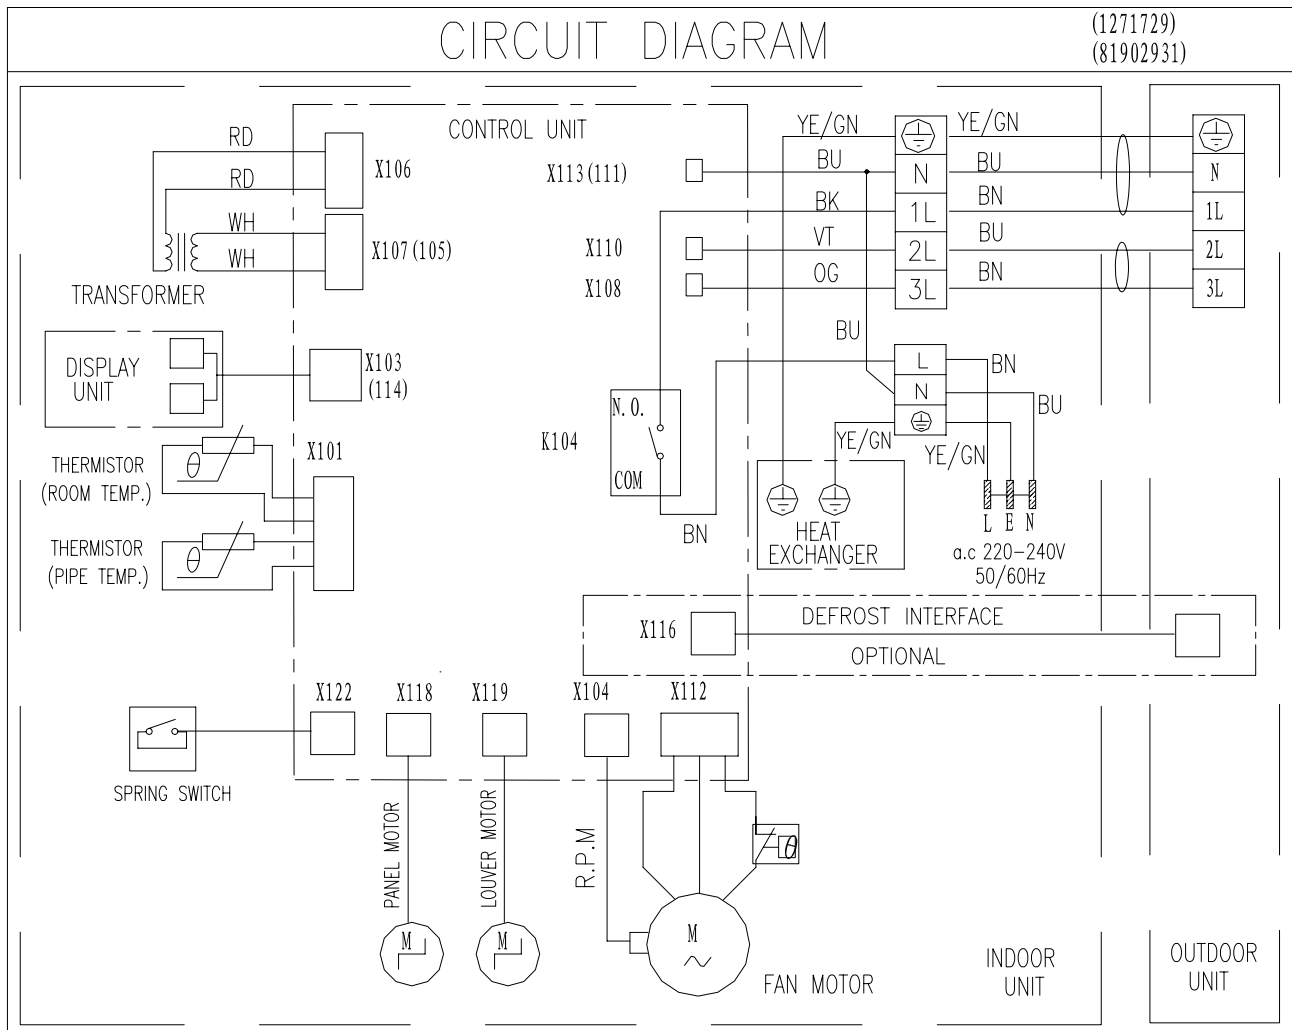 CIRCUIT DIAGRAM
(1271729)
(81902931)
CONTROL UNIT
RD
X106
RD
WH
X107(105)
WH
TRANSFORMER
X113(111)
X110
X108
YE/GN
YE/GN
BU
N
BU
N
BK
1L
BN
1L
VT
2L
BU
2L
OG
3L
BN
3L
BU
DISPLAY
UNIT
X103
(114)
L
BN
N
BU
YE/GN
YE/GN
N.O.
K104
COM
BN
THERMISTOR
(ROOM TEMP.)
θ
X101
THERMISTOR
(PIPE TEMP.)
θ
HEAT
EXCHANGER
L E N
a.c 220-240V
50/60Hz
X116
DEFROST INTERFACE
OPTIONAL
X122
X118
X119
X104
X112
SPRING SWITCH
PANEL MOTOR
LOUVER MOTOR
R.P.M
θ
M
M
M
FAN MOTOR
INDOOR
UNIT
OUTDOOR
UNIT